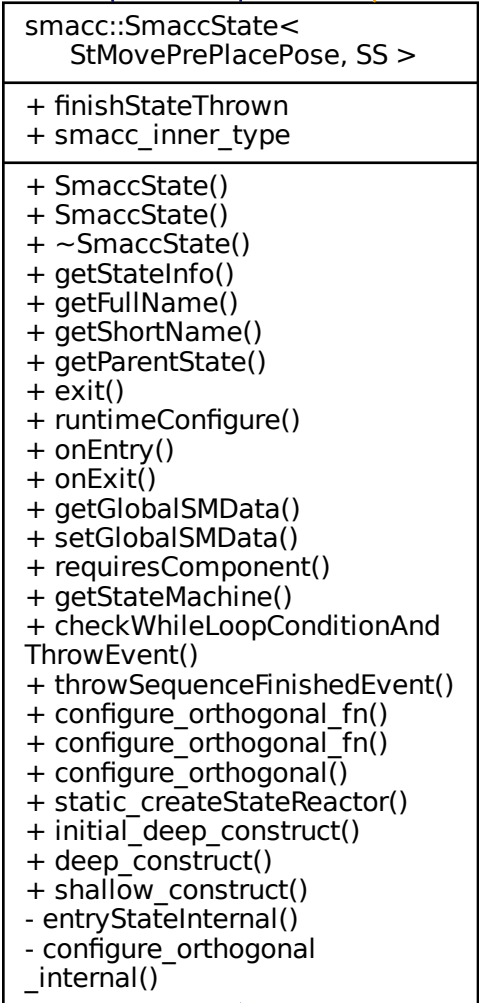 smacc::SmaccState<
StMovePrePlacePose, SS >
+ finishStateThrown
+ smacc_inner_type
+ SmaccState()
+ SmaccState()
+ ~SmaccState()
+ getStateInfo()
+ getFullName()
+ getShortName()
+ getParentState()
+ exit()
+ runtimeConfigure()
+ onEntry()
+ onExit()
+ getGlobalSMData()
+ setGlobalSMData()
+ requiresComponent()
+ getStateMachine()
+ checkWhileLoopConditionAnd
ThrowEvent()
+ throwSequenceFinishedEvent()
+ configure_orthogonal_fn()
+ configure_orthogonal_fn()
+ configure_orthogonal()
+ static_createStateReactor()
+ initial_deep_construct()
+ deep_construct()
+ shallow_construct()
- entryStateInternal()
- configure_orthogonal
_internal()